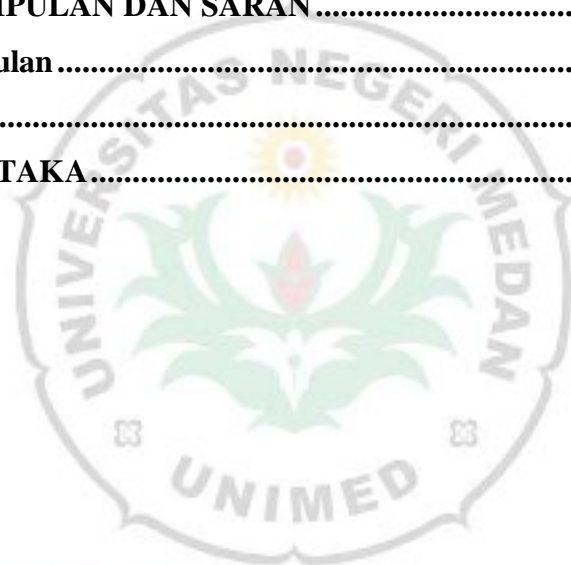 IPULAN DAN SARAN ........................................
ulan ........................................
........................................
TAKA ........................................
UNIVERSITAS NEGERI MEDAN
UNIMED